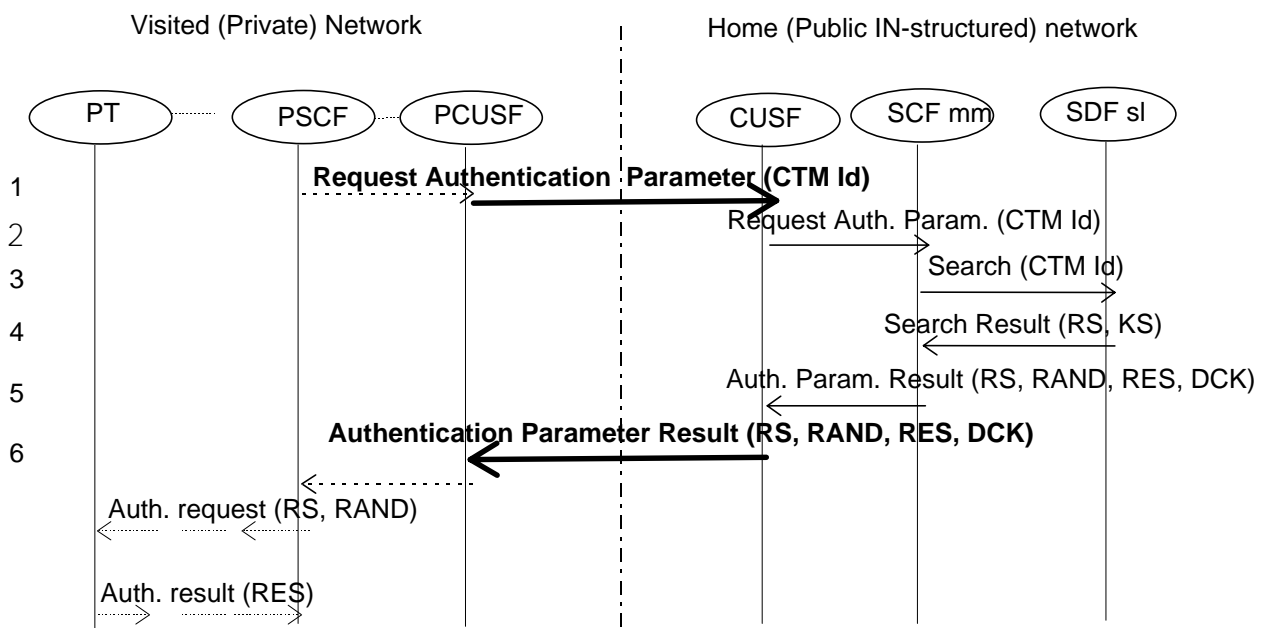 Visited (Private) Network
Home (Public IN-structured) network
PT
PSCF
PCUSF
CUSF
SCF mm
SDF sl
1
Request Authentication Parameter (CTM Id)
2
Request Auth. Param. (CTM Id)
3
Search (CTM Id)
4
Search Result (RS, KS)
5
Auth. Param. Result (RS, RAND, RES, DCK)
6
Authentication Parameter Result (RS, RAND, RES, DCK)
Auth. request (RS, RAND)
Auth. result (RES)